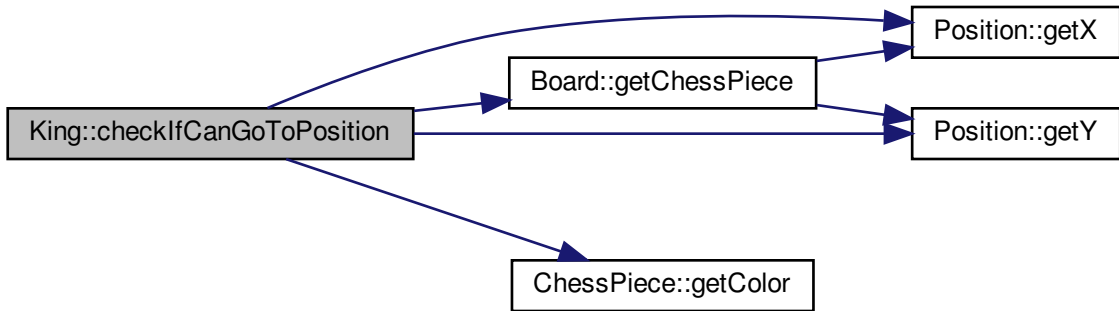 Position::getX
Board::getChessPiece
King::checkIfCanGoToPosition
Position::getY
ChessPiece::getColor